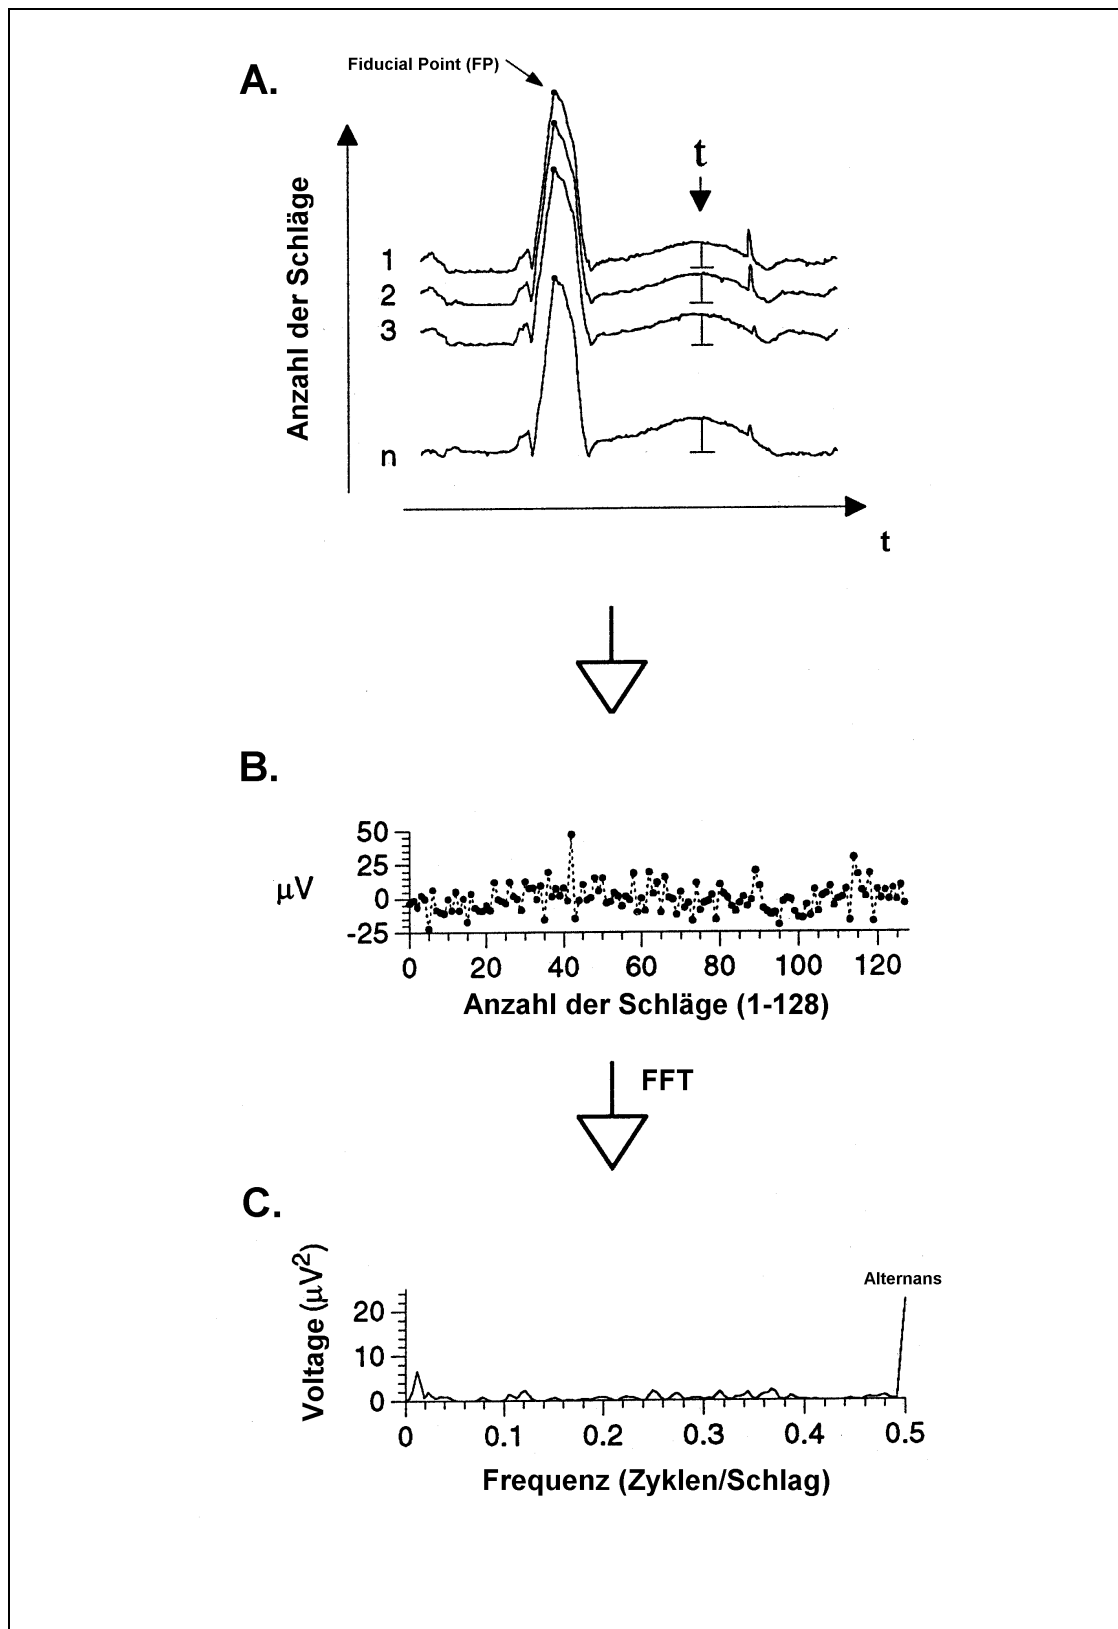 A.
Fiducial Point (FP)
t
Anzahl der Schläge
1
2
3
n
t
B.
50
25
0
-25
µV
0 20 40 60 80 100 120
Anzahl der Schläge (1-128)
FFT
C.
Alternans
Voltage (µV²)
20
10
0
0 0.1 0.2 0.3 0.4 0.5
Frequenz (Zyklen/Schlag)